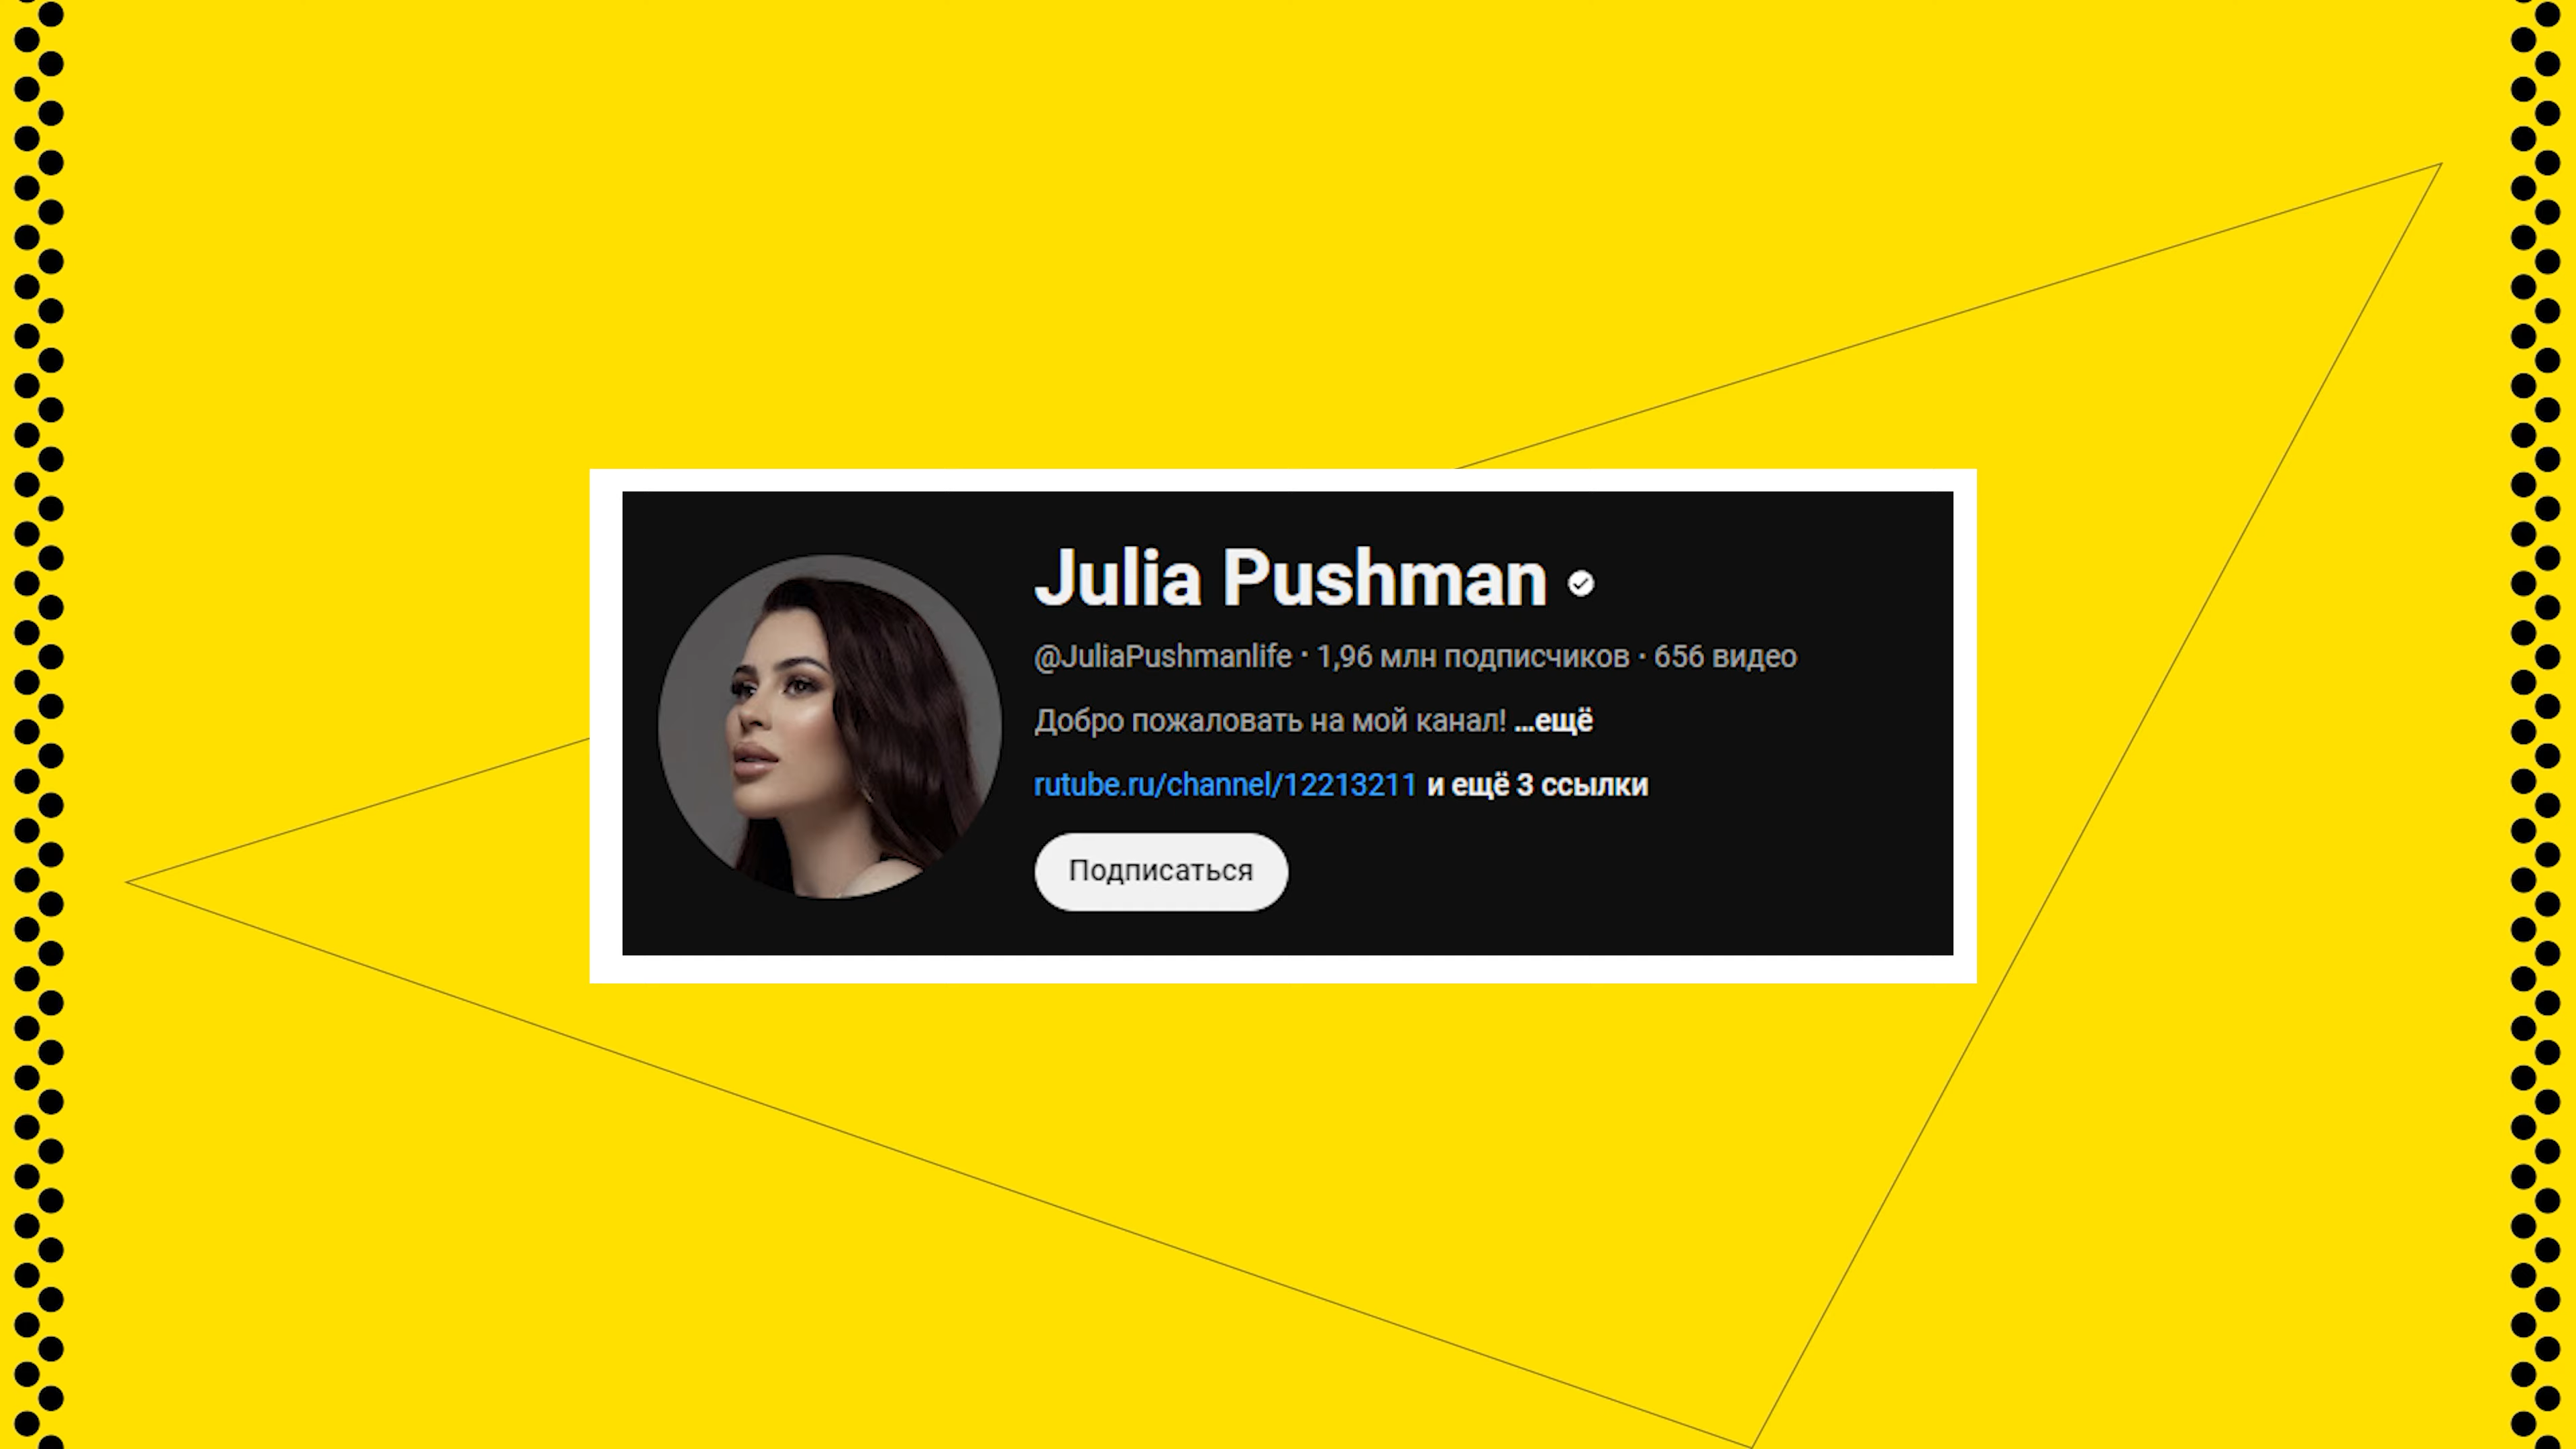 Julia Pushman
@JuliaPushmanlife · 1,96 млн подписчиков · 656 видео
Добро пожаловать на мой канал! ...ещё
rutube.ru/channel/12213211 и ещё 3 ссылки
Подписаться